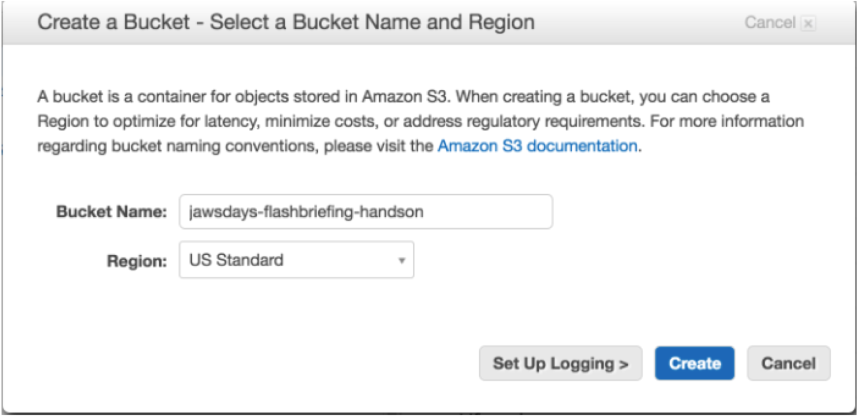 Create a Bucket - Select a Bucket Name and Region Cancel x
A bucket is a container for objects stored in Amazon S3. When creating a bucket, you can choose a
Region to optimize for latency, minimize costs, or address regulatory requirements. For more information
regarding bucket naming conventions, please visit the Amazon S3 documentation.
Bucket Name: jawsdays-flashbriefing-handson
Region: US Standard
Set Up Logging > Create Cancel